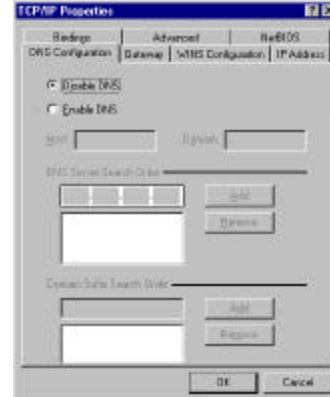 TCP/IP Properties
Bindings Advanced NetBIOS
DNS Configuration Gateway WINS Configuration IP Address
Disable DNS
Enable DNS
Host: Domain:
DNS Server Search Order
Add
Remove
Domain Suffix Search Order
Add
Remove
OK Cancel